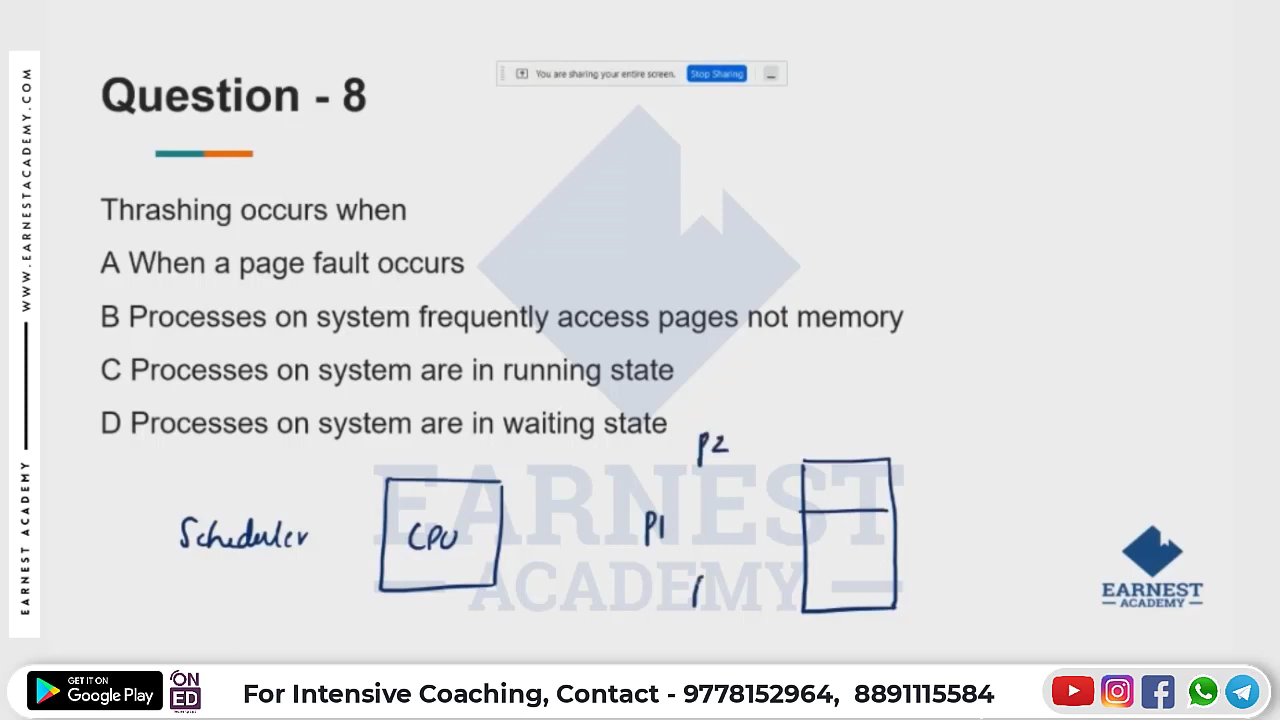 You are sharing your entire screen. Stop Sharing
Question - 8
Thrashing occurs when
A When a page fault occurs
B Processes on system frequently access pages not memory
C Processes on system are in running state
D Processes on system are in waiting state
P2
Scheduler CPU P1
EARNEST
ACADEMY
EARNEST
ACADEMY
EARNEST ACADEMY WWW.EARNESTACADEMY.COM
GET IT ON
Google Play
ON
ED
For Intensive Coaching, Contact - 9778152964, 8891115584